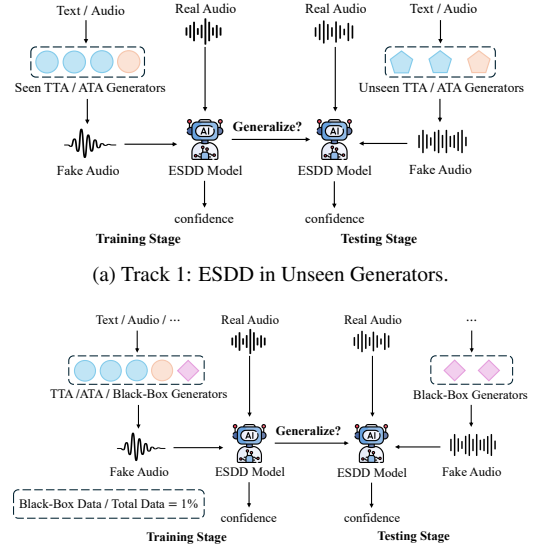 Text / Audio
Real Audio
Real Audio
Text / Audio
Seen TTA / ATA Generators
Unseen TTA / ATA Generators
AI
Generalize?
AI
Fake Audio
ESDD Model
ESDD Model
Fake Audio
confidence
confidence
Training Stage
Testing Stage
(a) Track 1: ESDD in Unseen Generators.
Text / Audio / ···
Real Audio
Real Audio
···
TTA /ATA / Black-Box Generators
Black-Box Generators
AI
Generalize?
AI
Fake Audio
ESDD Model
ESDD Model
Fake Audio
Black-Box Data / Total Data = 1%
confidence
confidence
Training Stage
Testing Stage